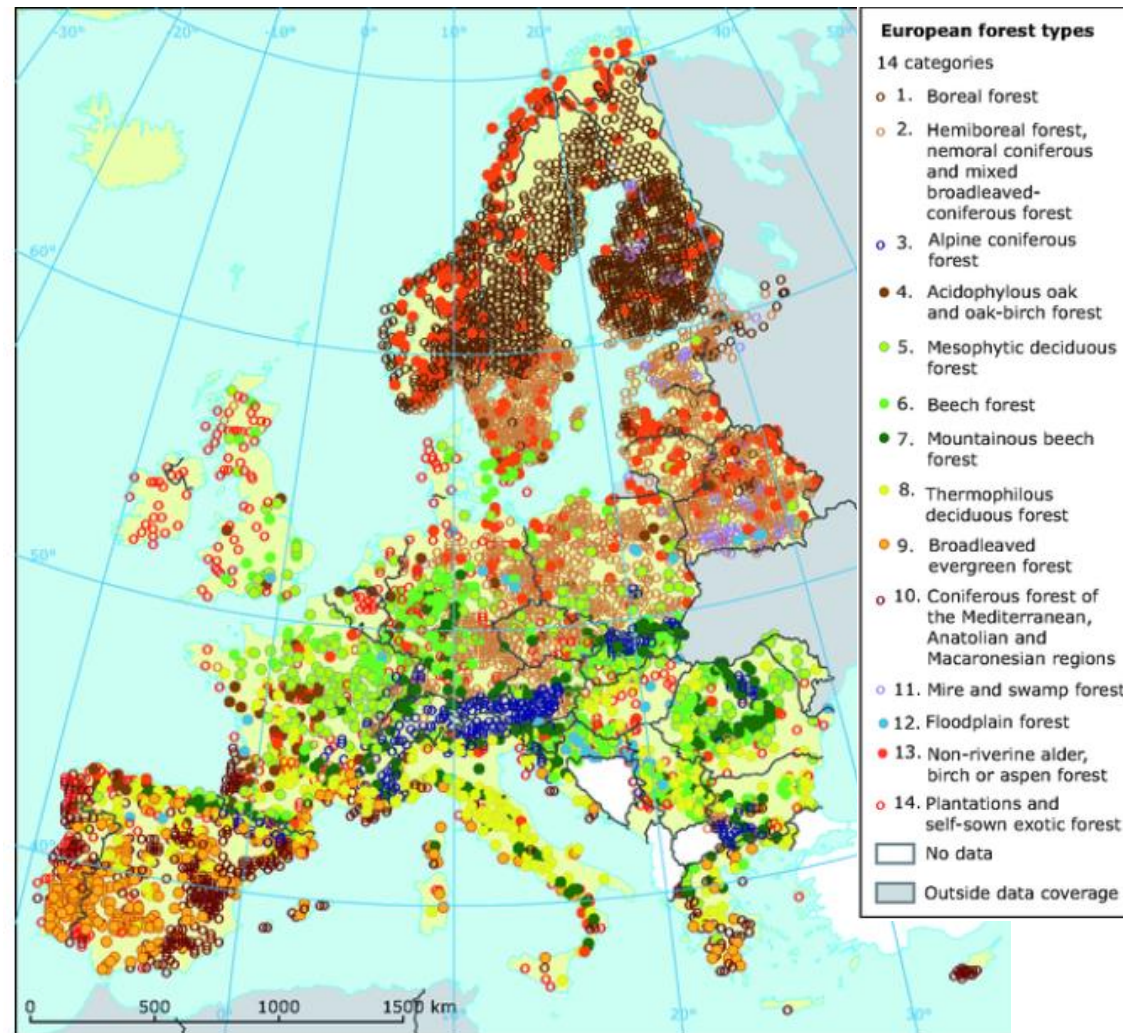 -30°
-20°
-10°
0°
10°
20°
30°
40°
50°
60°
50°
40°
0°
10°
20°
30°
0 500 1000 1500 km
European forest types
14 categories
1. Boreal forest
2. Hemiboreal forest,
nemoral coniferous
and mixed
broadleaved-
coniferous forest
3. Alpine coniferous
forest
4. Acidophylous oak
and oak-birch forest
5. Mesophytic deciduous
forest
6. Beech forest
7. Mountainous beech
forest
8. Thermophilous
deciduous forest
9. Broadleaved
evergreen forest
10. Coniferous forest of
the Mediterranean,
Anatolian and
Macaronesian regions
11. Mire and swamp forest
12. Floodplain forest
13. Non-riverine alder,
birch or aspen forest
14. Plantations and
self-sown exotic forest
No data
Outside data coverage